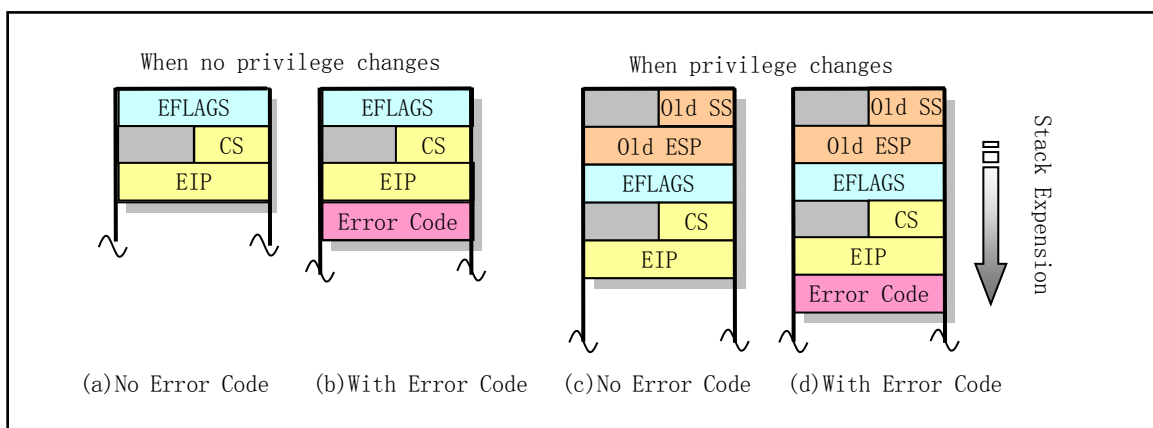 When no privilege changes
EFLAGS
CS
EIP
EFLAGS
CS
EIP
Error Code
When privilege changes
Old SS
Old ESP
EFLAGS
CS
EIP
Old SS
Old ESP
EFLAGS
CS
EIP
Error Code
Stack Expension
(a)No Error Code
(b)With Error Code
(c)No Error Code
(d)With Error Code